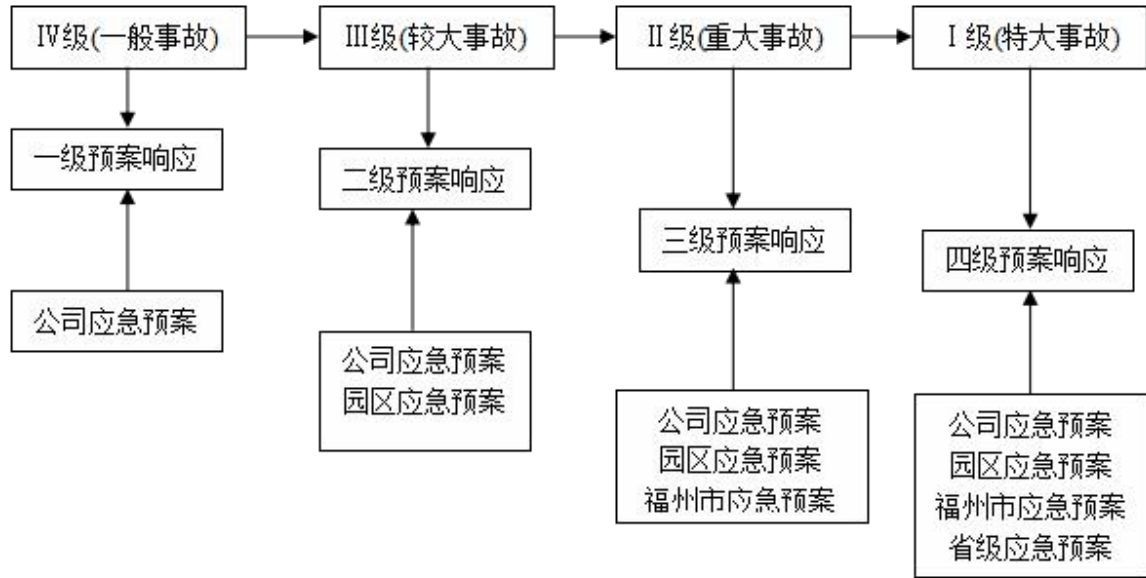 Ⅳ级(一般事故)
Ⅲ级(较大事故)
Ⅱ级(重大事故)
Ⅰ级(特大事故)
一级预案响应
二级预案响应
三级预案响应
四级预案响应
公司应急预案
公司应急预案
园区应急预案
公司应急预案
园区应急预案
福州市应急预案
公司应急预案
园区应急预案
福州市应急预案
省级应急预案